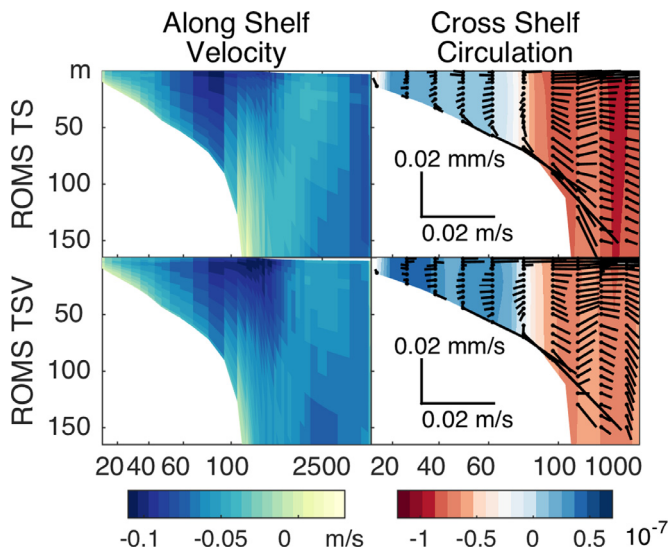 Along Shelf
Velocity
Cross Shelf
Circulation
m
50
100
150
ROMS TS
0.02 mm/s
0.02 m/s
50
100
150
ROMS TSV
0.02 mm/s
0.02 m/s
20 40 60 100 2500
20 40 60 100 1000
-0.1 -0.05 0 m/s
-1 -0.5 0 0.5 10⁻⁷